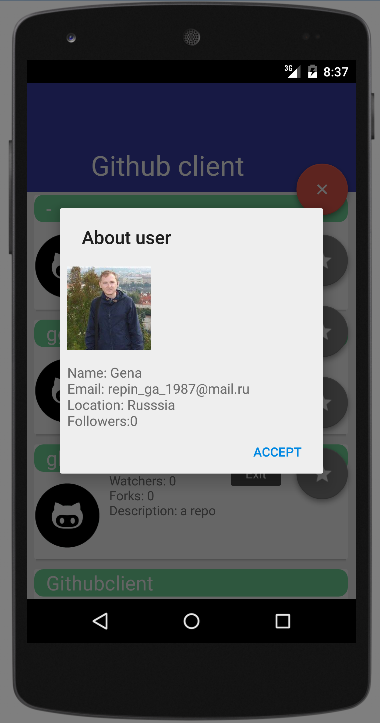 3G 8:37
Github client
-
About user
Name: Gena
Email: repin_ga_1987@mail.ru
Location: Russsia
Followers:0
ACCEPT
Exit
Watchers: 0
Forks: 0
Description: a repo
Githubclient